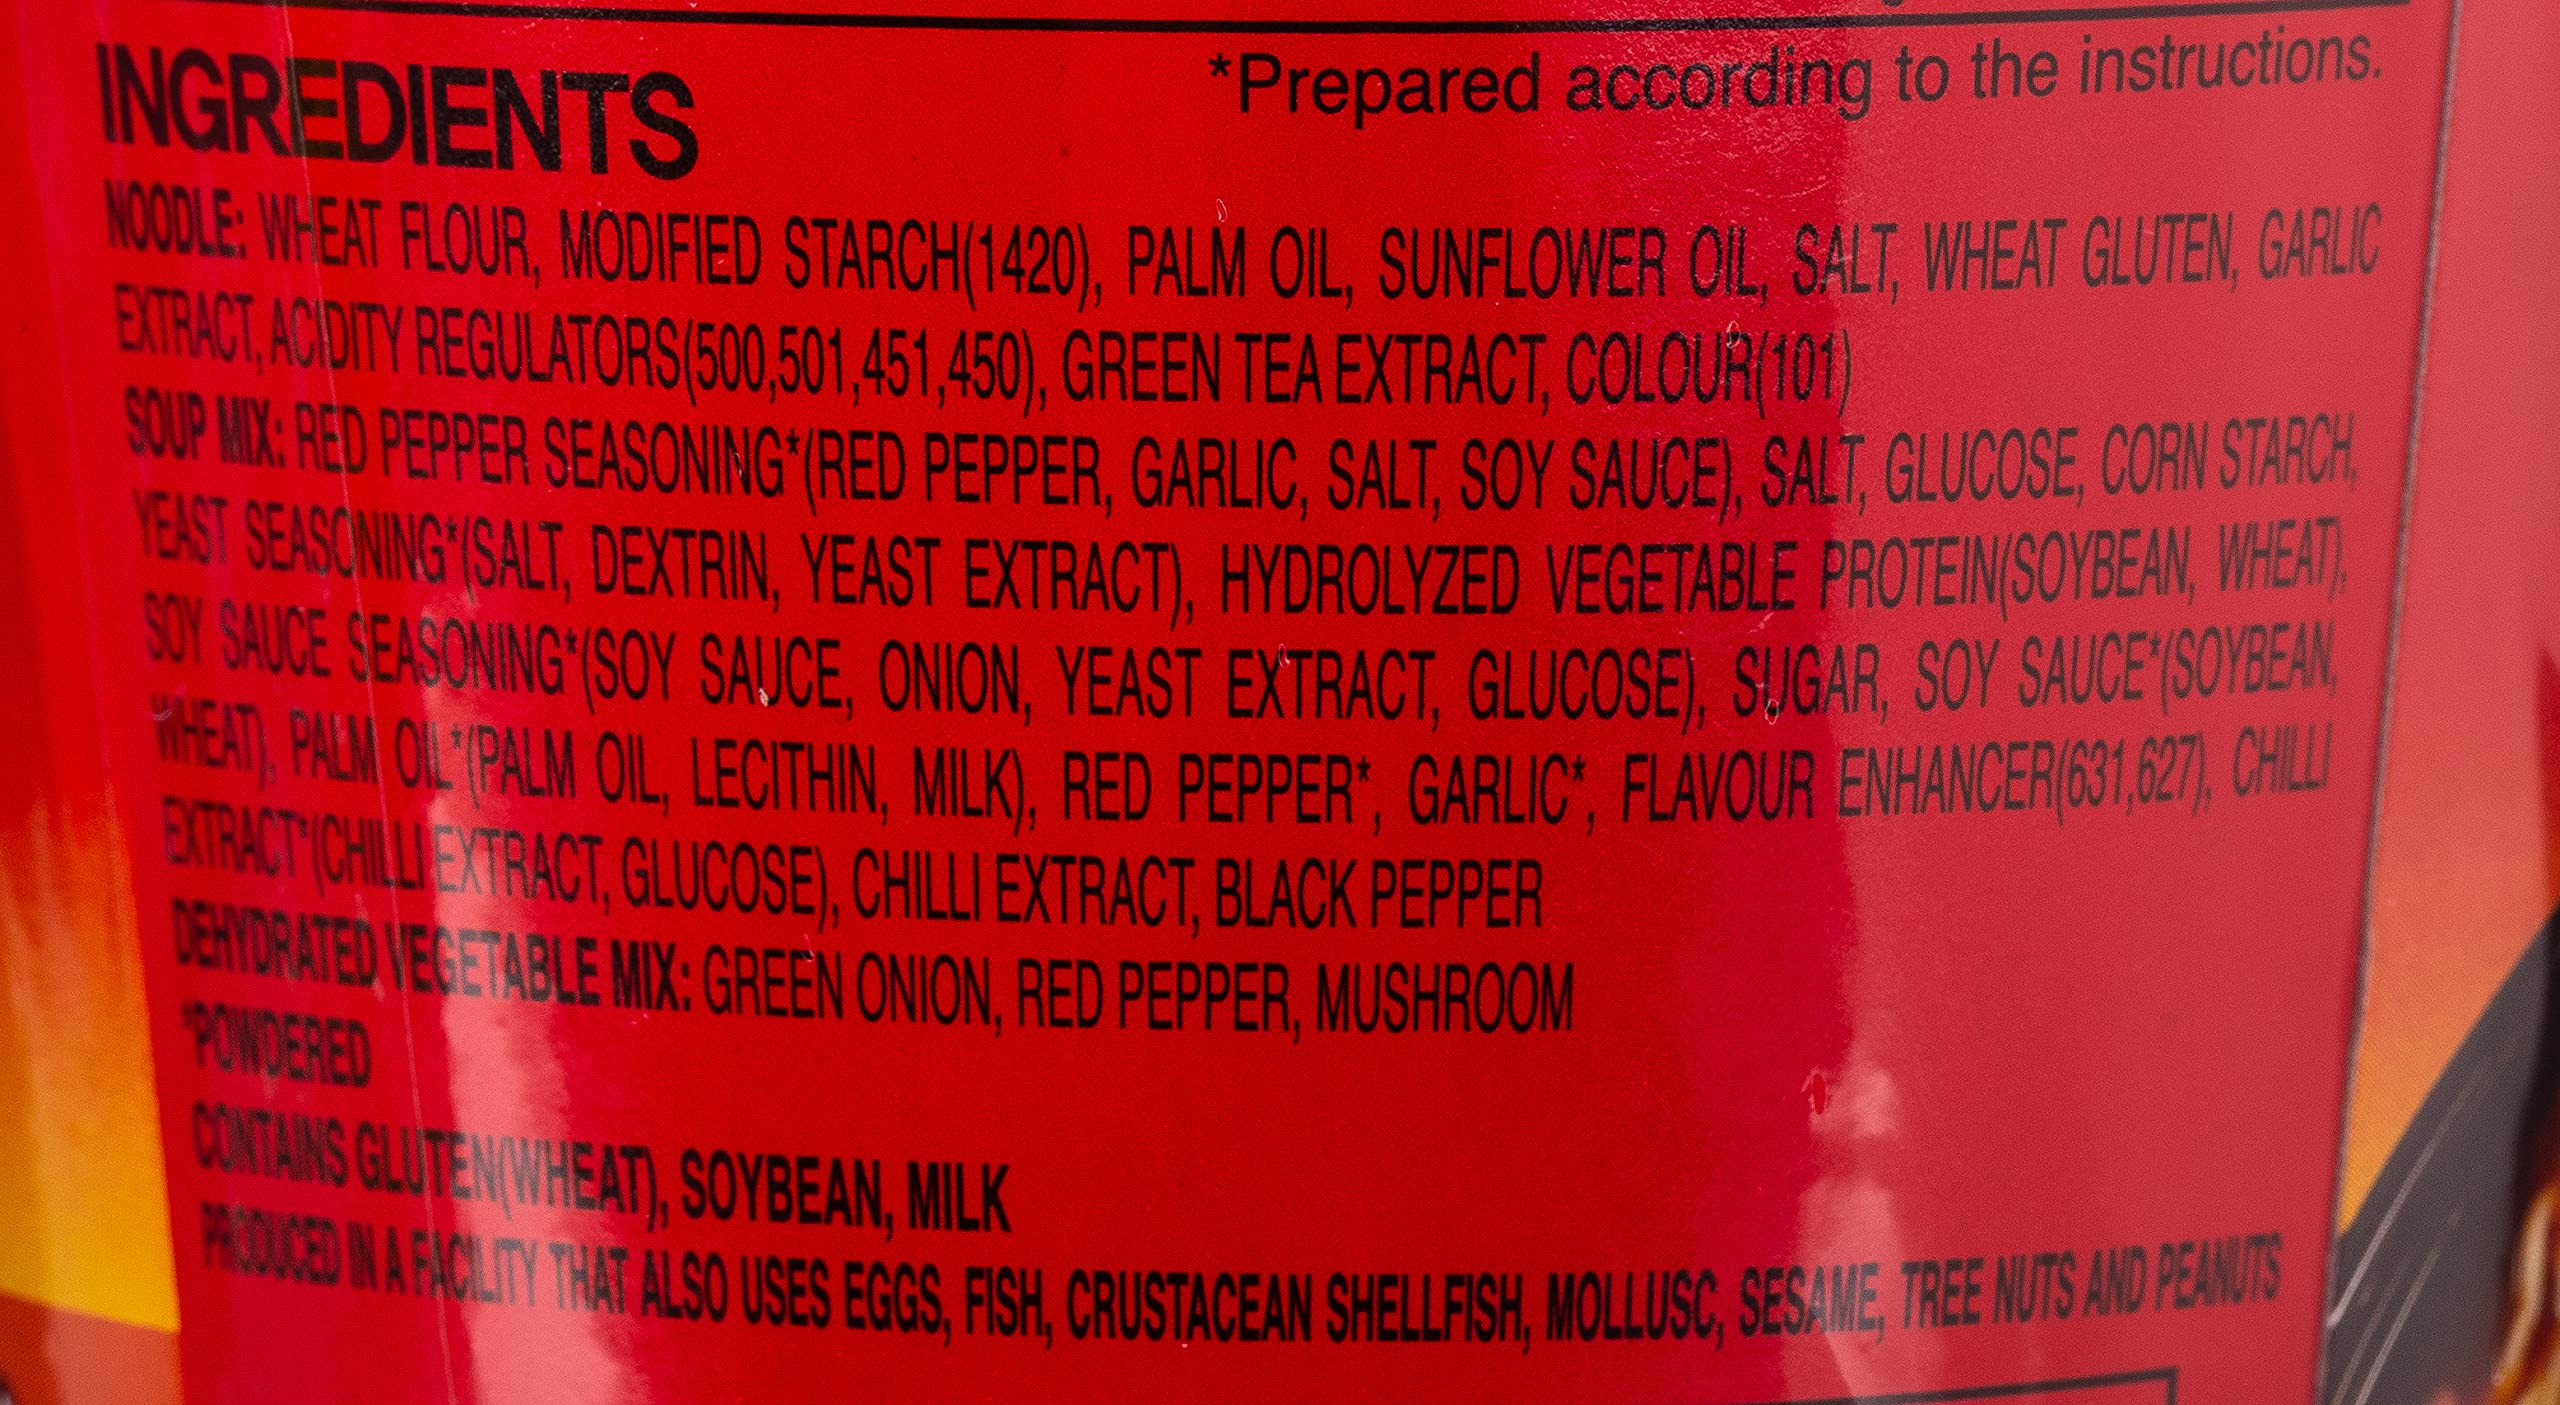 *Prepared according to the instructions.
INGREDIENTS
NOODLE: WHEAT FLOUR, MODIFIED STARCH(1420), PALM OIL, SUNFLOWER OIL, SALT, WHEAT GLUTEN, GARLIC
EXTRACT, ACIDITY REGULATORS(500,501,451,450), GREEN TEA EXTRACT, COLOUR(101)
SOUP MIX: RED PEPPER SEASONING*(RED PEPPER, GARLIC, SALT, SOY SAUCE), SALT, GLUCOSE, CORN STARCH,
YEAST SEASONING*(SALT, DEXTRIN, YEAST EXTRACT), HYDROLYZED VEGETABLE PROTEIN(SOYBEAN, WHEAT),
SOY SAUCE SEASONING*(SOY SAUCE, ONION, YEAST EXTRACT, GLUCOSE), SUGAR, SOY SAUCE*(SOYBEAN,
WHEAT), PALM OIL*(PALM OIL, LECITHIN, MILK), RED PEPPER*, GARLIC*, FLAVOUR ENHANCER(631,627), CHILLI
EXTRACT*(CHILLI EXTRACT, GLUCOSE), CHILLI EXTRACT, BLACK PEPPER
DEHYDRATED VEGETABLE MIX: GREEN ONION, RED PEPPER, MUSHROOM
*POWDERED
CONTAINS GLUTEN(WHEAT), SOYBEAN, MILK
PRODUCED IN A FACILITY THAT ALSO USES EGGS, FISH, CRUSTACEAN SHELLFISH, MOLLUSC, SESAME, TREE NUTS AND PEANUTS